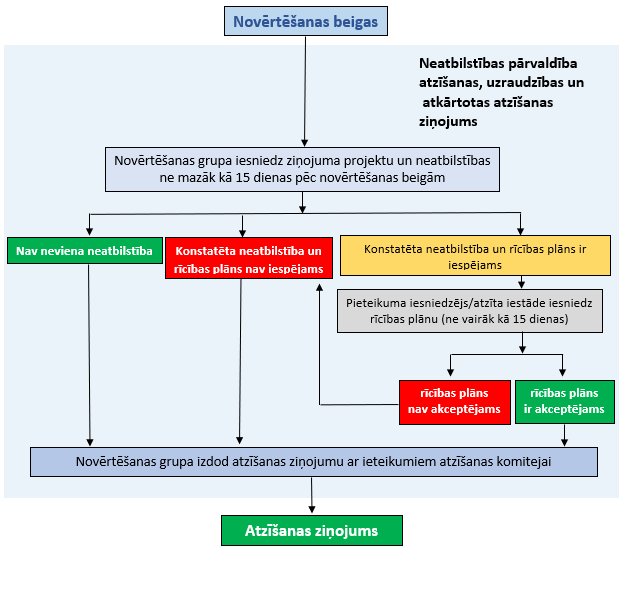 Novērtēšanas beigas
Neatbilstības pārvaldība
atzīšanas, uzraudzības un
atkārtotas atzīšanas
ziņojums
Novērtēšanas grupa iesniedz ziņojuma projektu un neatbilstības
ne mazāk kā 15 dienas pēc novērtēšanas beigām
Nav neviena neatbilstība
Konstatēta neatbilstība un
rīcības plāns nav iespējams
Konstatēta neatbilstība un rīcības plāns ir
iespējams
Pieteikuma iesniedzējs/atzīta iestāde iesniedz
rīcības plānu (ne vairāk kā 15 dienas)
rīcības plāns
nav akceptējams
rīcības plāns
ir akceptējams
Novērtēšanas grupa izdod atzīšanas ziņojumu ar ieteikumiem atzīšanas komitejai
Atzīšanas ziņojums